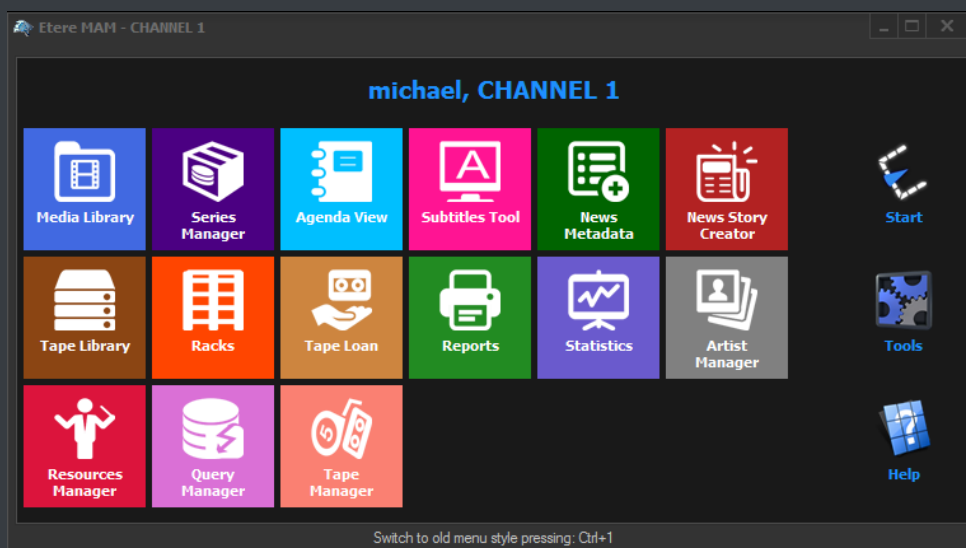 Etere MAM - CHANNEL 1
michael, CHANNEL 1
Media Library
Series
Manager
Agenda View
A
Subtitles Tool
News
Metadata
News Story
Creator
Start
Tape Library
Racks
Tape Loan
Reports
Statistics
Artist
Manager
Tools
Resources
Manager
Query
Manager
5
Tape
Manager
?
Help
Switch to old menu style pressing: Ctrl+1